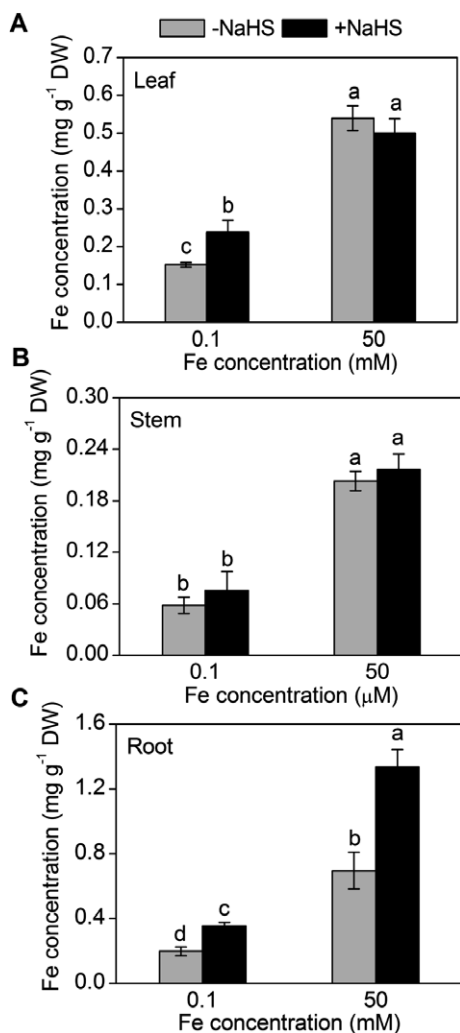 A
-NaHS +NaHS
Fe concentration (mg g⁻¹ DW)
0.7
0.6
0.5
0.4
0.3
0.2
0.1
0.0
Leaf
c b a a
0.1 50
Fe concentration (mM)
B
Fe concentration (mg g⁻¹ DW)
0.30
0.24
0.18
0.12
0.06
0.00
Stem
b b a a
0.1 50
Fe concentration (μM)
C
Fe concentration (mg g⁻¹ DW)
1.6
1.2
0.8
0.4
0.0
Root
d c b a
0.1 50
Fe concentration (mM)